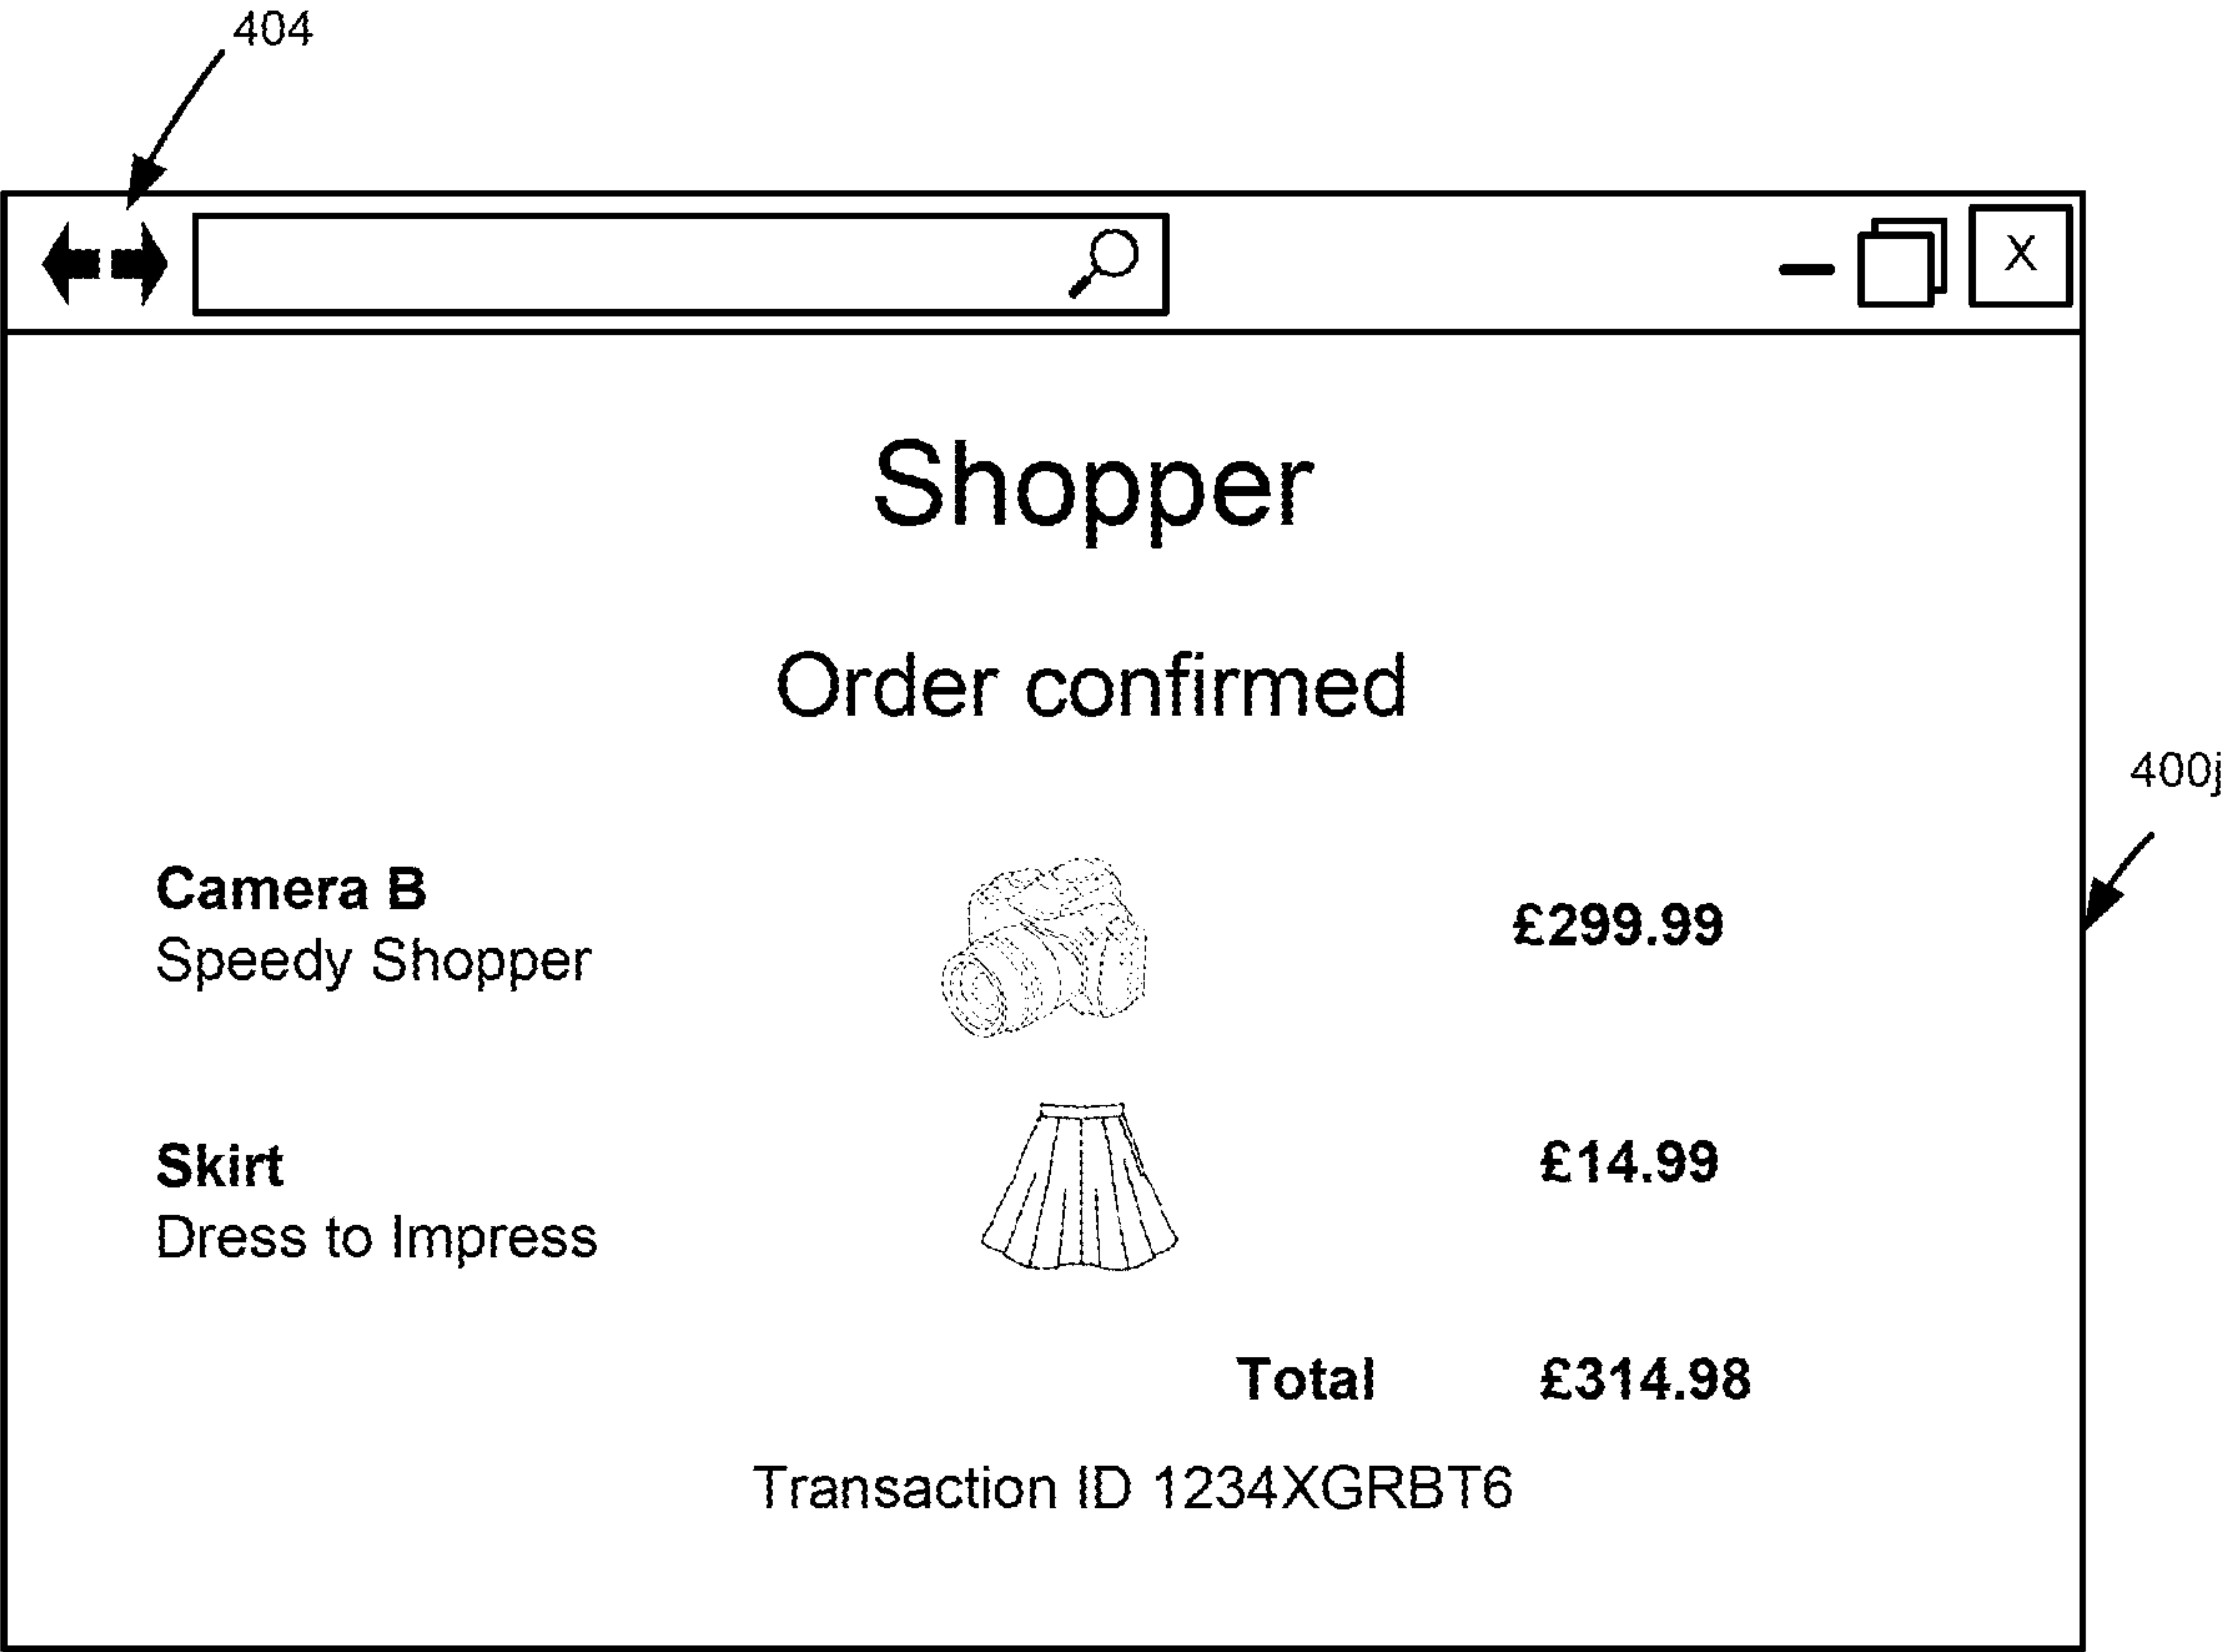 404
X
Shopper
Order confirmed
400j
Camera B
Speedy Shopper
£299.99
Skirt
Dress to Impress
£14.99
Total £314.98
Transaction ID 1234XGRBT6